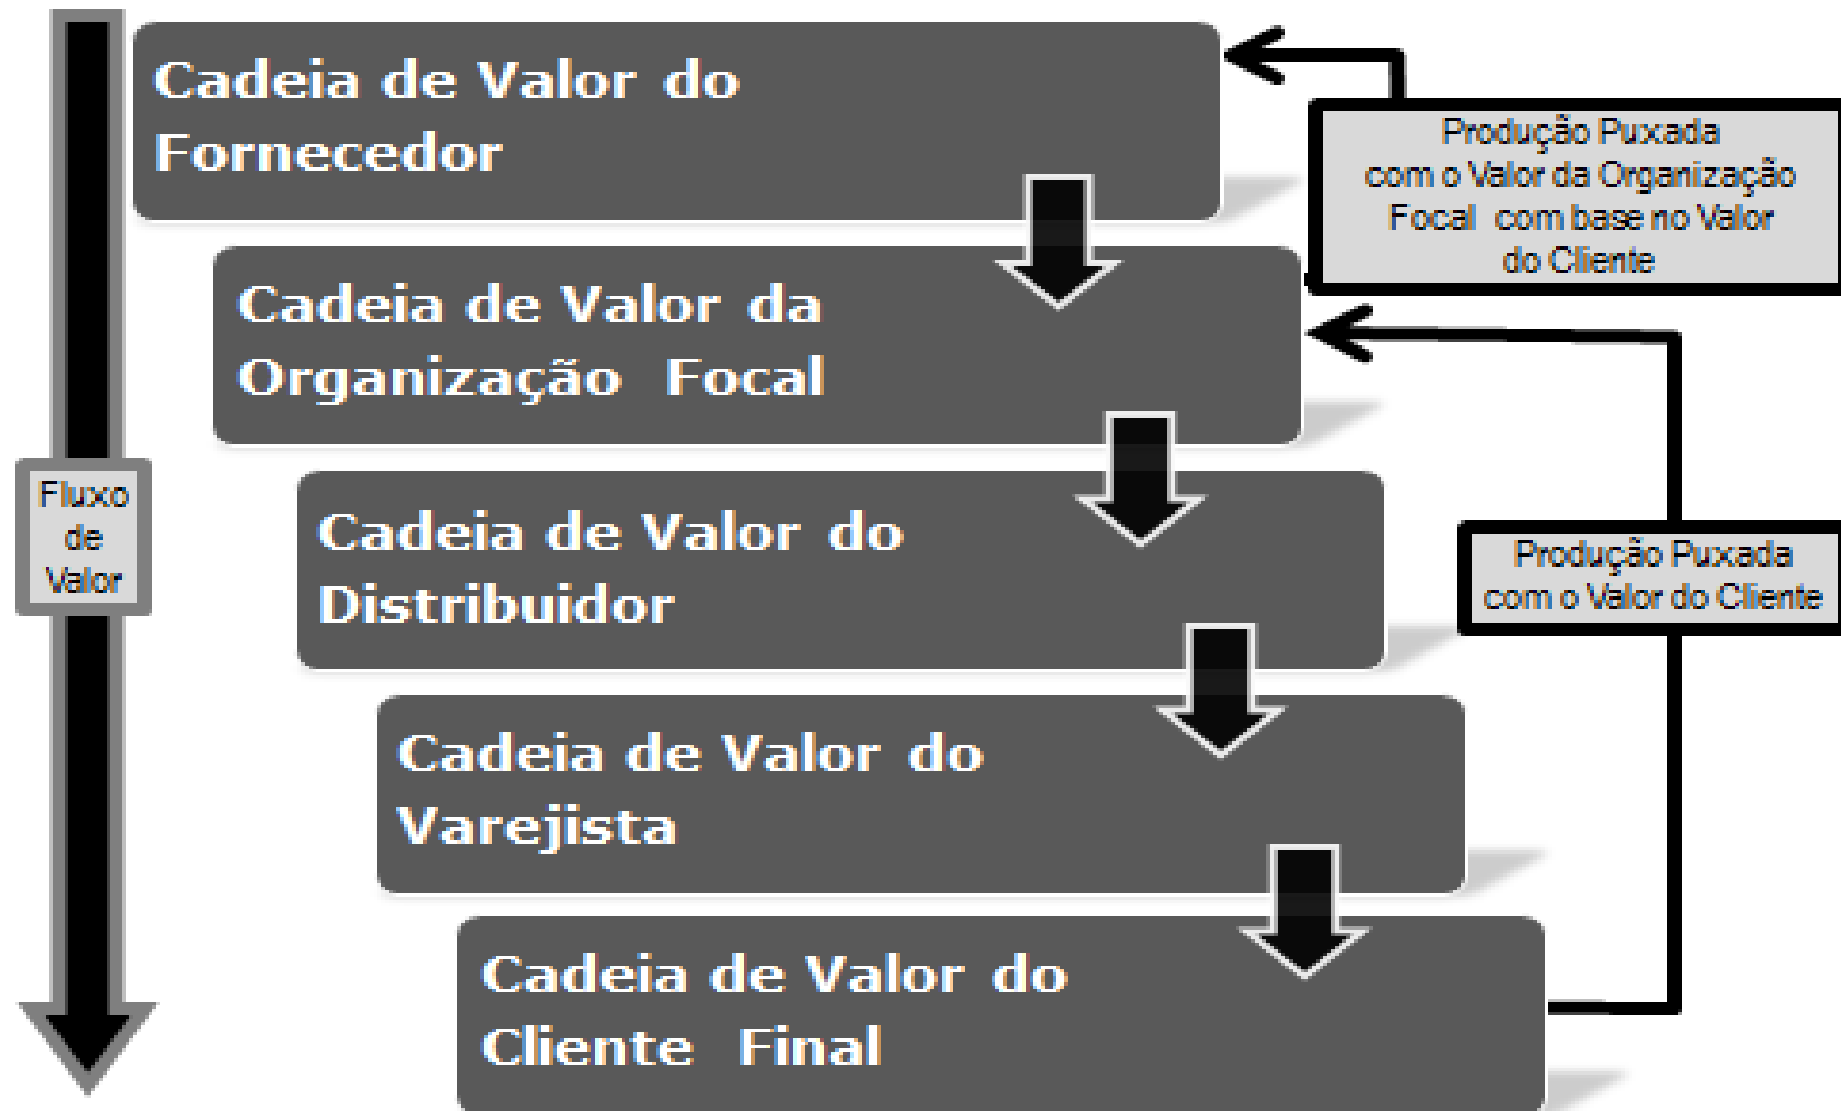 Cadeia de Valor do
Fornecedor
Produção Puxada
com o Valor da Organização
Focal com base no Valor
do Cliente
Cadeia de Valor da
Organização Focal
Fluxo
de
Valor
Cadeia de Valor do
Distribuidor
Produção Puxada
com o Valor do Cliente
Cadeia de Valor do
Varejista
Cadeia de Valor do
Cliente Final